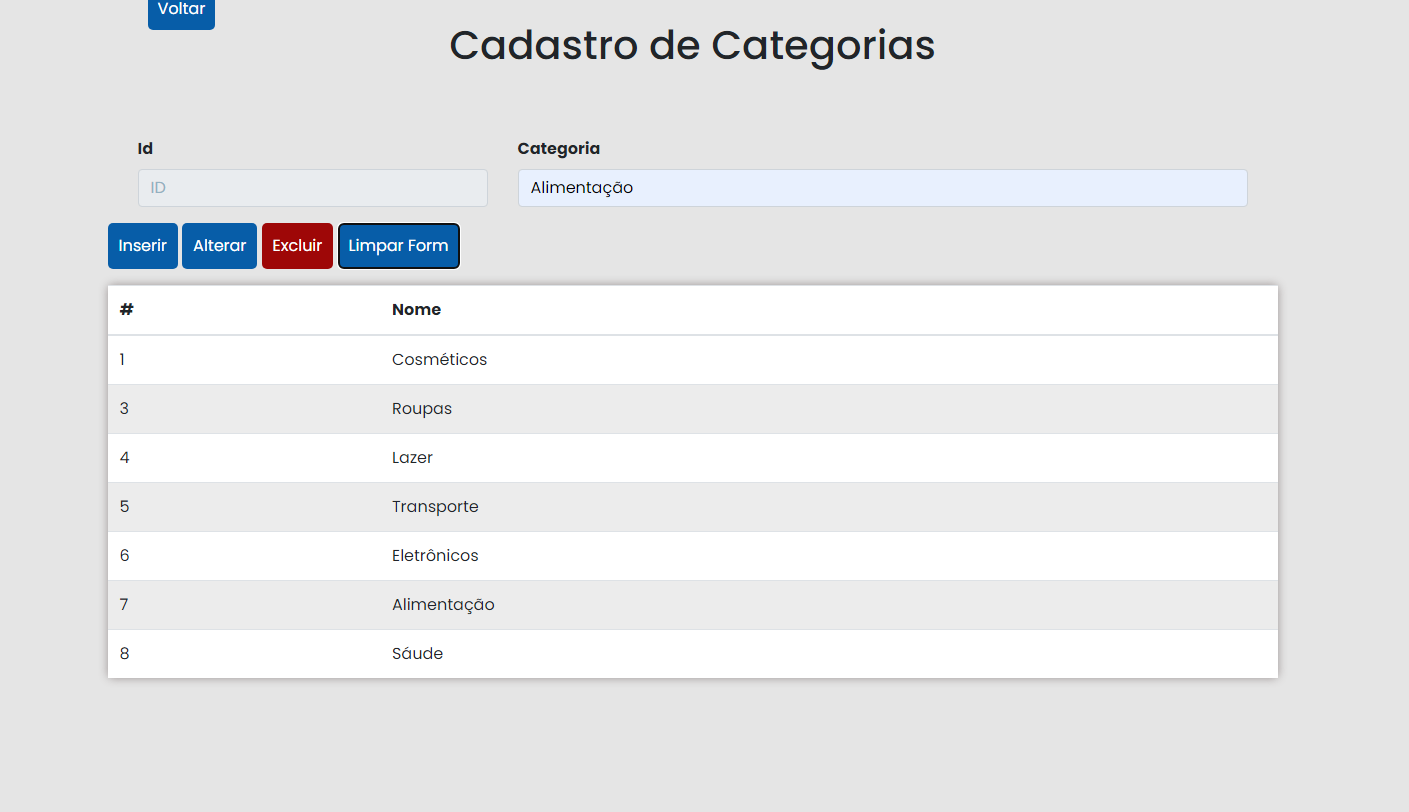 Voltar
Cadastro de Categorias
Id Categoria
ID Alimentação
Inserir Alterar Excluir Limpar Form
# Nome
1 Cosméticos
3 Roupas
4 Lazer
5 Transporte
6 Eletrônicos
7 Alimentação
8 Sáude